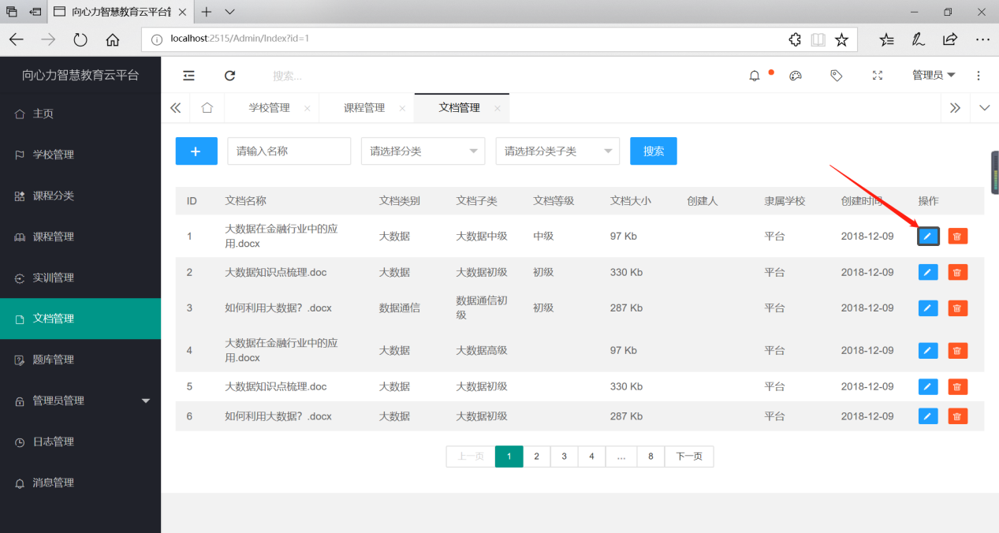 向心力智慧教育云平台管
localhost:2515/Admin/Index?id=1
向心力智慧教育云平台
搜索...
管理员
主页
学校管理
课程分类
课程管理
实训管理
文档管理
题库管理
管理员管理
日志管理
消息管理
学校管理 课程管理 文档管理
请输入名称 请选择分类 请选择分类子类 搜索
ID 文档名称 文档类别 文档子类 文档等级 文档大小 创建人 隶属学校 创建时间 操作
1 大数据在金融行业中的应用.docx 大数据 大数据中级 中级 97 Kb 平台 2018-12-09
2 大数据知识点梳理.doc 大数据 大数据初级 初级 330 Kb 平台 2018-12-09
3 如何利用大数据？.docx 数据通信 数据通信初级 初级 287 Kb 平台 2018-12-09
4 大数据在金融行业中的应用.docx 大数据 大数据高级 97 Kb 平台 2018-12-09
5 大数据知识点梳理.doc 大数据 大数据初级 330 Kb 平台 2018-12-09
6 如何利用大数据？.docx 大数据 大数据初级 287 Kb 平台 2018-12-09
上一页 1 2 3 4 ... 8 下一页